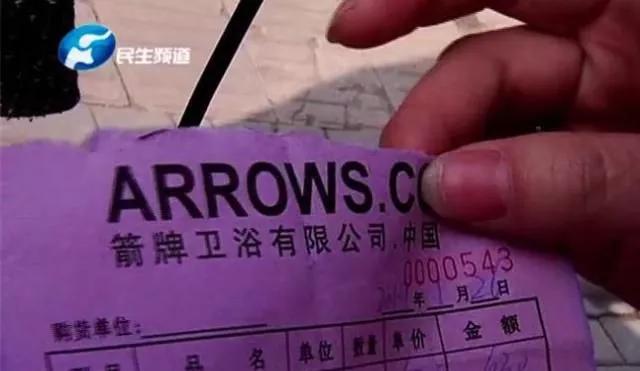 民生频道
ARROWS.CO
箭牌卫浴有限公司.中国
0000543
年 月 日
购货单位:
品 名 单位 数量 单价 金 额